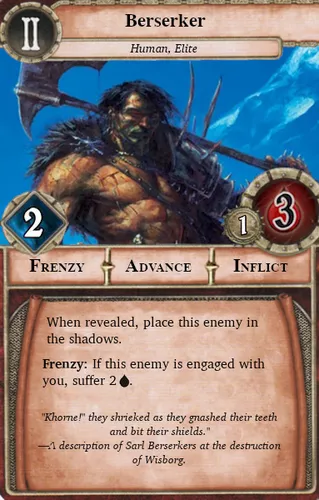 II
Berserker
Human, Elite
2
1
3
FRENZY ADVANCE INFLICT
When revealed, place this enemy in
the shadows.
Frenzy: If this enemy is engaged with
you, suffer 2.
"Khorne!" they shrieked as they gnashed their teeth
and bit their shields."
—A description of Sarl Berserkers at the destruction
of Wisborg.